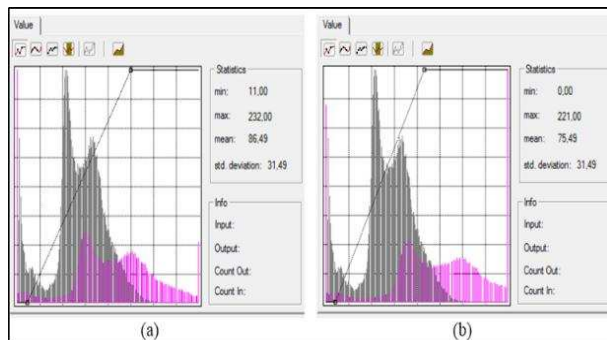 Value
Statistics
min: 11,00
max: 232,00
mean: 86,49
std. deviation: 31,49
Info
Input:
Output:
Count Out:
Count In:
(a)
Value
Statistics
min: 0,00
max: 221,00
mean: 75,49
std. deviation: 31,49
Info
Input:
Output:
Count Out:
Count In:
(b)